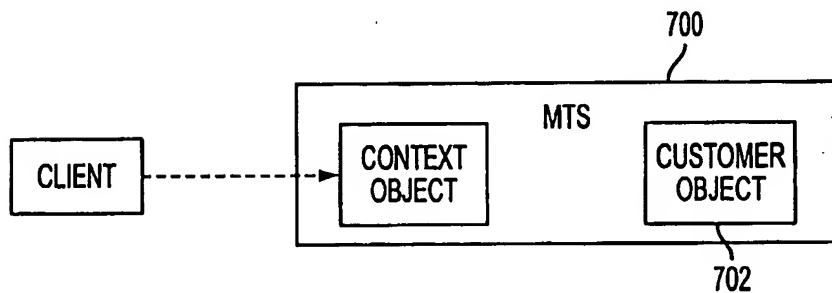 700
MTS
CLIENT
CONTEXT
OBJECT
CUSTOMER
OBJECT
702